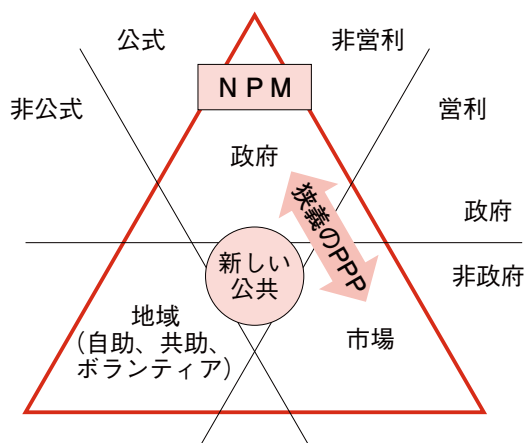 公式
非営利
非公式
NPM
営利
政府
狭義のPPP
政府
非政府
新しい
公共
地域
(自助、共助、
ボランティア)
市場